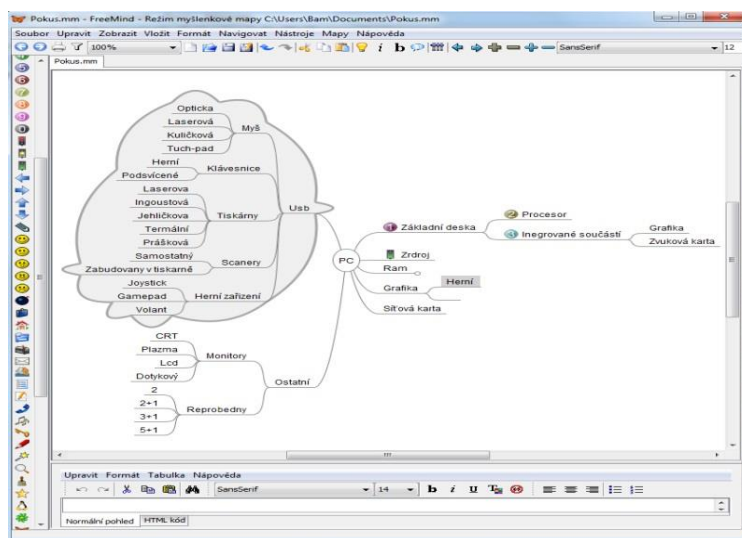 Pokus.mm - FreeMind - Režim myšlenkové mapy C:\Users\Bam\Documents\Pokus.mm
Soubor Upravit Zobrazit Vložit Formát Navigovat Nástroje Mapy Nápověda
100% SansSerif 12
Pokus.mm
Opticka
Laserová
Kuličková
Tuch-pad
Myš
Herní
Podsvícené
Klávesnice
Laserova
Ingoustová
Jehličkova
Termální
Prášková
Tiskárny
Samostatný
Zabudovany v tiskarně
Scanery
Joystick
Gamepad
Volant
Herní zařizení
Usb
CRT
Plazma
Lcd
Dotykový
Monitory
2
2+1
3+1
5+1
Reprobedny
Ostatní
PC
Základní deska
Procesor
Inegrované součásti
Grafika
Zvuková karta
Zrdroj
Ram
Grafika
Herní
Síťová karta
Upravit Formát Tabulka Nápověda
SansSerif 14
Normální pohled HTML kód